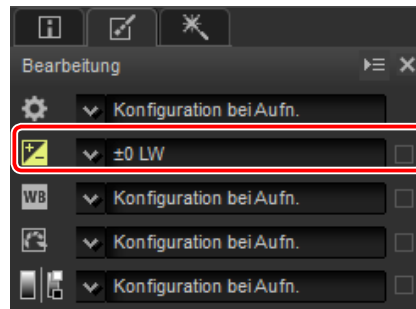 Bearbeitung
Konfiguration bei Aufn.
±0 LW
WB Konfiguration bei Aufn.
Konfiguration bei Aufn.
Konfiguration bei Aufn.